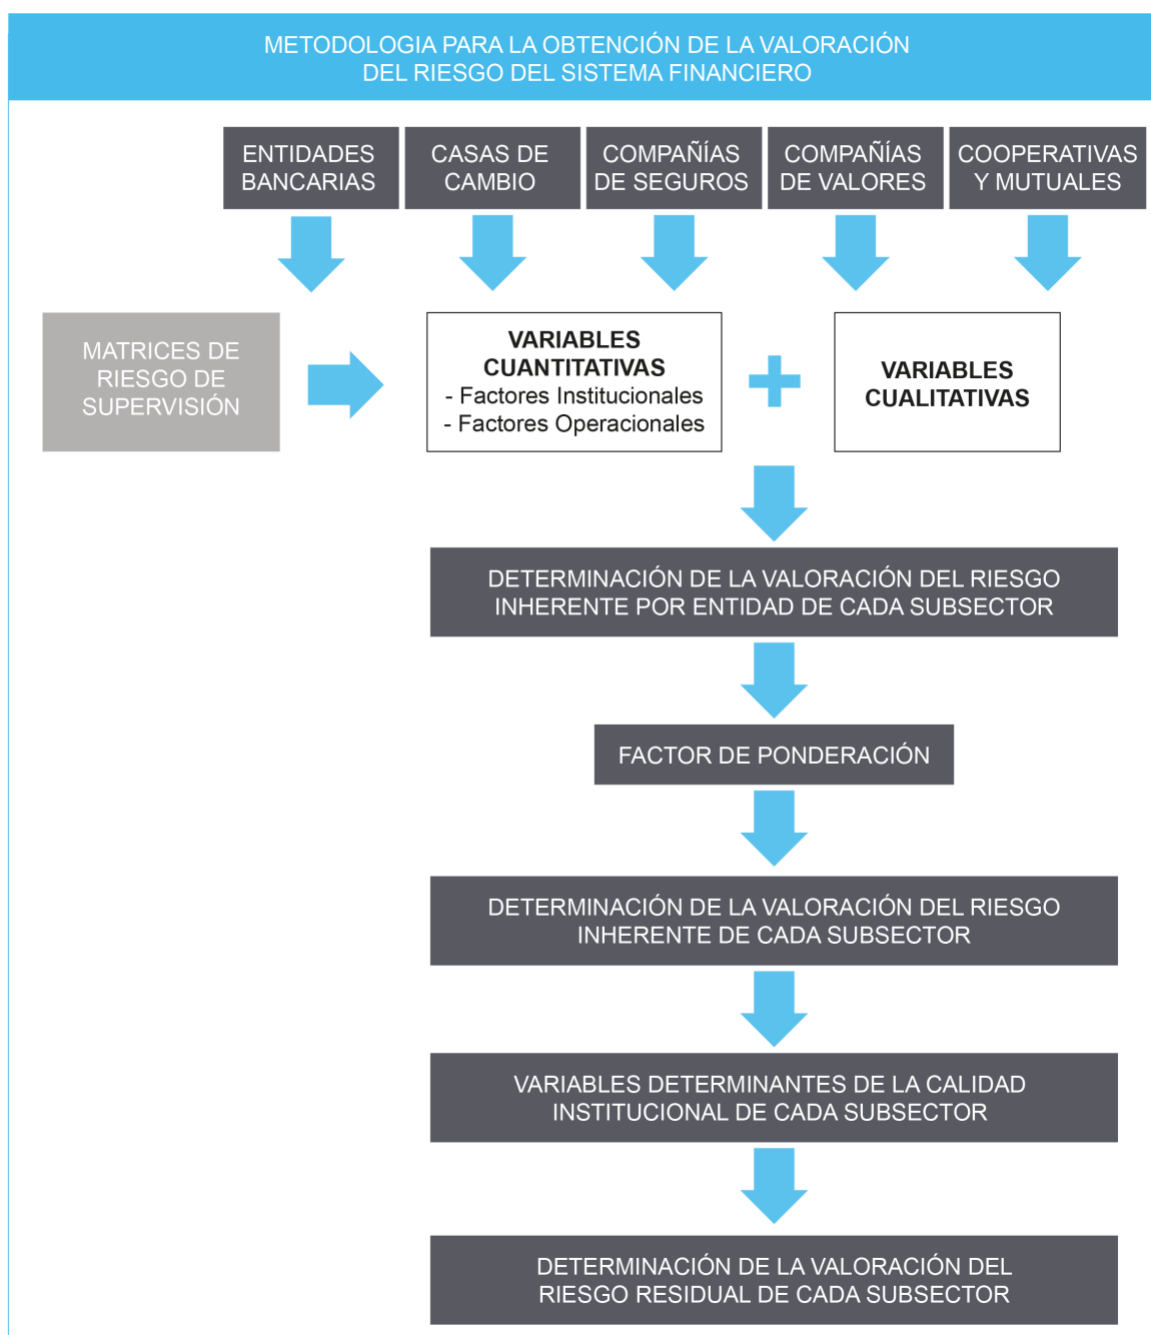 METODOLOGIA PARA LA OBTENCIÓN DE LA VALORACIÓN
DEL RIESGO DEL SISTEMA FINANCIERO
ENTIDADES
BANCARIAS
CASAS DE
CAMBIO
COMPAÑÍAS
DE SEGUROS
COMPAÑÍAS
DE VALORES
COOPERATIVAS
Y MUTUALES
MATRICES DE
RIESGO DE
SUPERVISIÓN
VARIABLES
CUANTITATIVAS
- Factores Institucionales
- Factores Operacionales
VARIABLES
CUALITATIVAS
DETERMINACIÓN DE LA VALORACIÓN DEL RIESGO
INHERENTE POR ENTIDAD DE CADA SUBSECTOR
FACTOR DE PONDERACIÓN
DETERMINACIÓN DE LA VALORACIÓN DEL RIESGO
INHERENTE DE CADA SUBSECTOR
VARIABLES DETERMINANTES DE LA CALIDAD
INSTITUCIONAL DE CADA SUBSECTOR
DETERMINACIÓN DE LA VALORACIÓN DEL
RIESGO RESIDUAL DE CADA SUBSECTOR